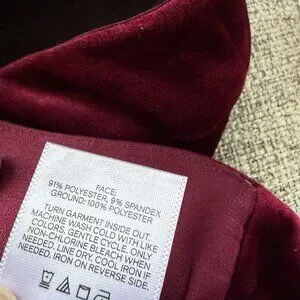 FACE:
91% POLYESTER, 9% SPANDEX
GROUND: 100% POLYESTER
TURN GARMENT INSIDE OUT.
MACHINE WASH COLD WITH LIKE
COLORS. GENTLE CYCLE. ONLY
NON-CHLORINE BLEACH WHEN
NEEDED. LINE DRY. COOL IRON IF
NEEDED. IRON ON REVERSE SIDE.